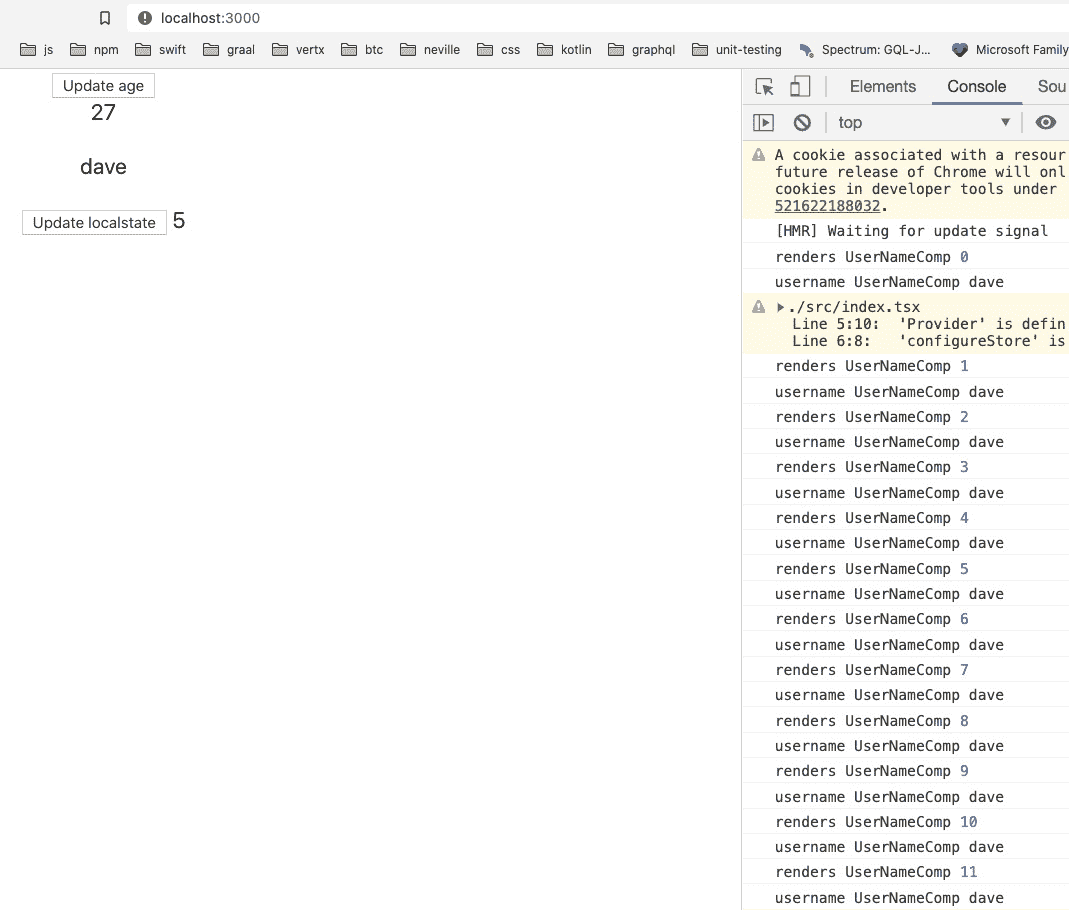 localhost:3000
js npm swift graal vertx btc neville css kotlin graphql unit-testing Spectrum: GQL-J... Microsoft Family
Update age
27
dave
Update localstate 5
Elements Console Sou
top
A cookie associated with a resour
future release of Chrome will onl
cookies in developer tools under
521622188032.
[HMR] Waiting for update signal
renders UserNameComp 0
username UserNameComp dave
./src/index.tsx
Line 5:10: 'Provider' is defin
Line 6:8: 'configureStore' is
renders UserNameComp 1
username UserNameComp dave
renders UserNameComp 2
username UserNameComp dave
renders UserNameComp 3
username UserNameComp dave
renders UserNameComp 4
username UserNameComp dave
renders UserNameComp 5
username UserNameComp dave
renders UserNameComp 6
username UserNameComp dave
renders UserNameComp 7
username UserNameComp dave
renders UserNameComp 8
username UserNameComp dave
renders UserNameComp 9
username UserNameComp dave
renders UserNameComp 10
username UserNameComp dave
renders UserNameComp 11
username UserNameComp dave